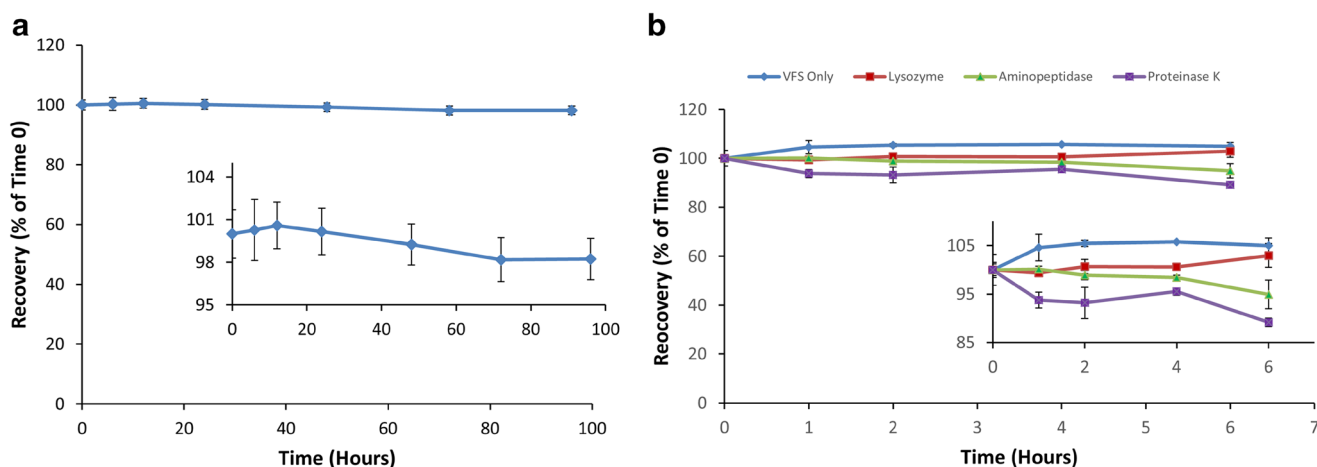 a
120
100
80
60
40
20
0
Recovery (% of Time 0)
104
101
98
95
0 20 40 60 80 100
0 20 40 60 80 100
Time (Hours)
b
VFS Only Lysozyme Aminopeptidase Proteinase K
120
100
80
60
40
20
0
Reocovery (% of Time 0)
105
95
85
0 2 4 6
0 1 2 3 4 5 6 7
Time (Hours)